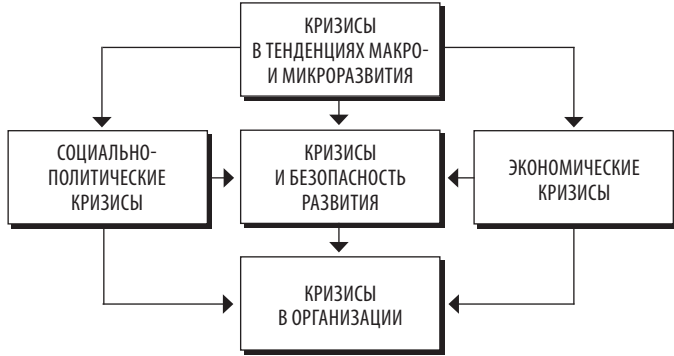 КРИЗИСЫ
В ТЕНДЕНЦИЯХ МАКРО-
И МИКРОРАЗВИТИЯ
СОЦИАЛЬНО-
ПОЛИТИЧЕСКИЕ
КРИЗИСЫ
КРИЗИСЫ
И БЕЗОПАСНОСТЬ
РАЗВИТИЯ
ЭКОНОМИЧЕСКИЕ
КРИЗИСЫ
КРИЗИСЫ
В ОРГАНИЗАЦИИ